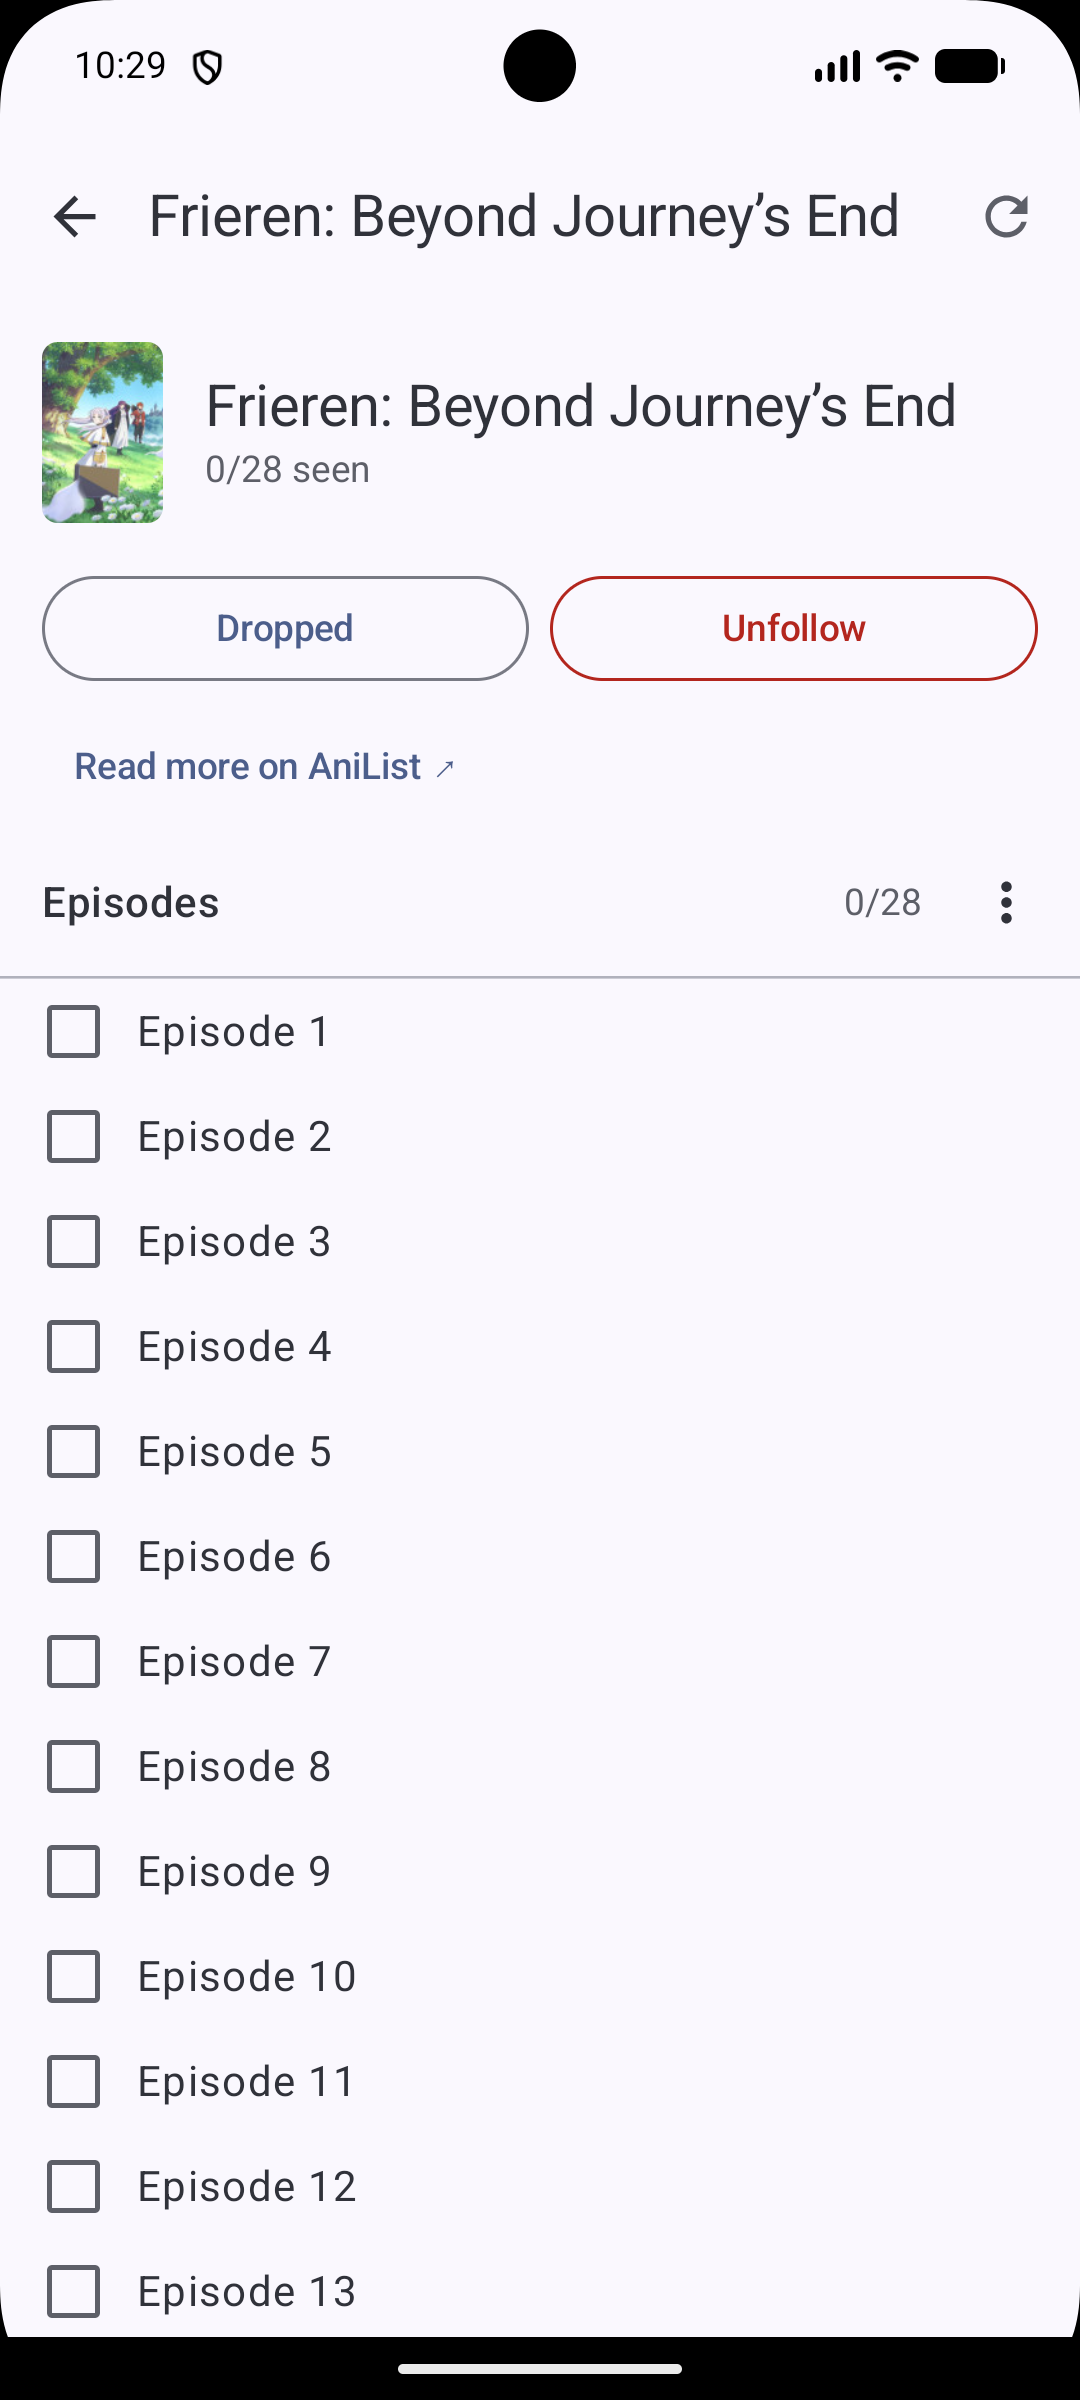 10:29
Frieren: Beyond Journey’s End
Frieren: Beyond Journey’s End
0/28 seen
Dropped
Unfollow
Read more on AniList ↗
Episodes
0/28
Episode 1
Episode 2
Episode 3
Episode 4
Episode 5
Episode 6
Episode 7
Episode 8
Episode 9
Episode 10
Episode 11
Episode 12
Episode 13